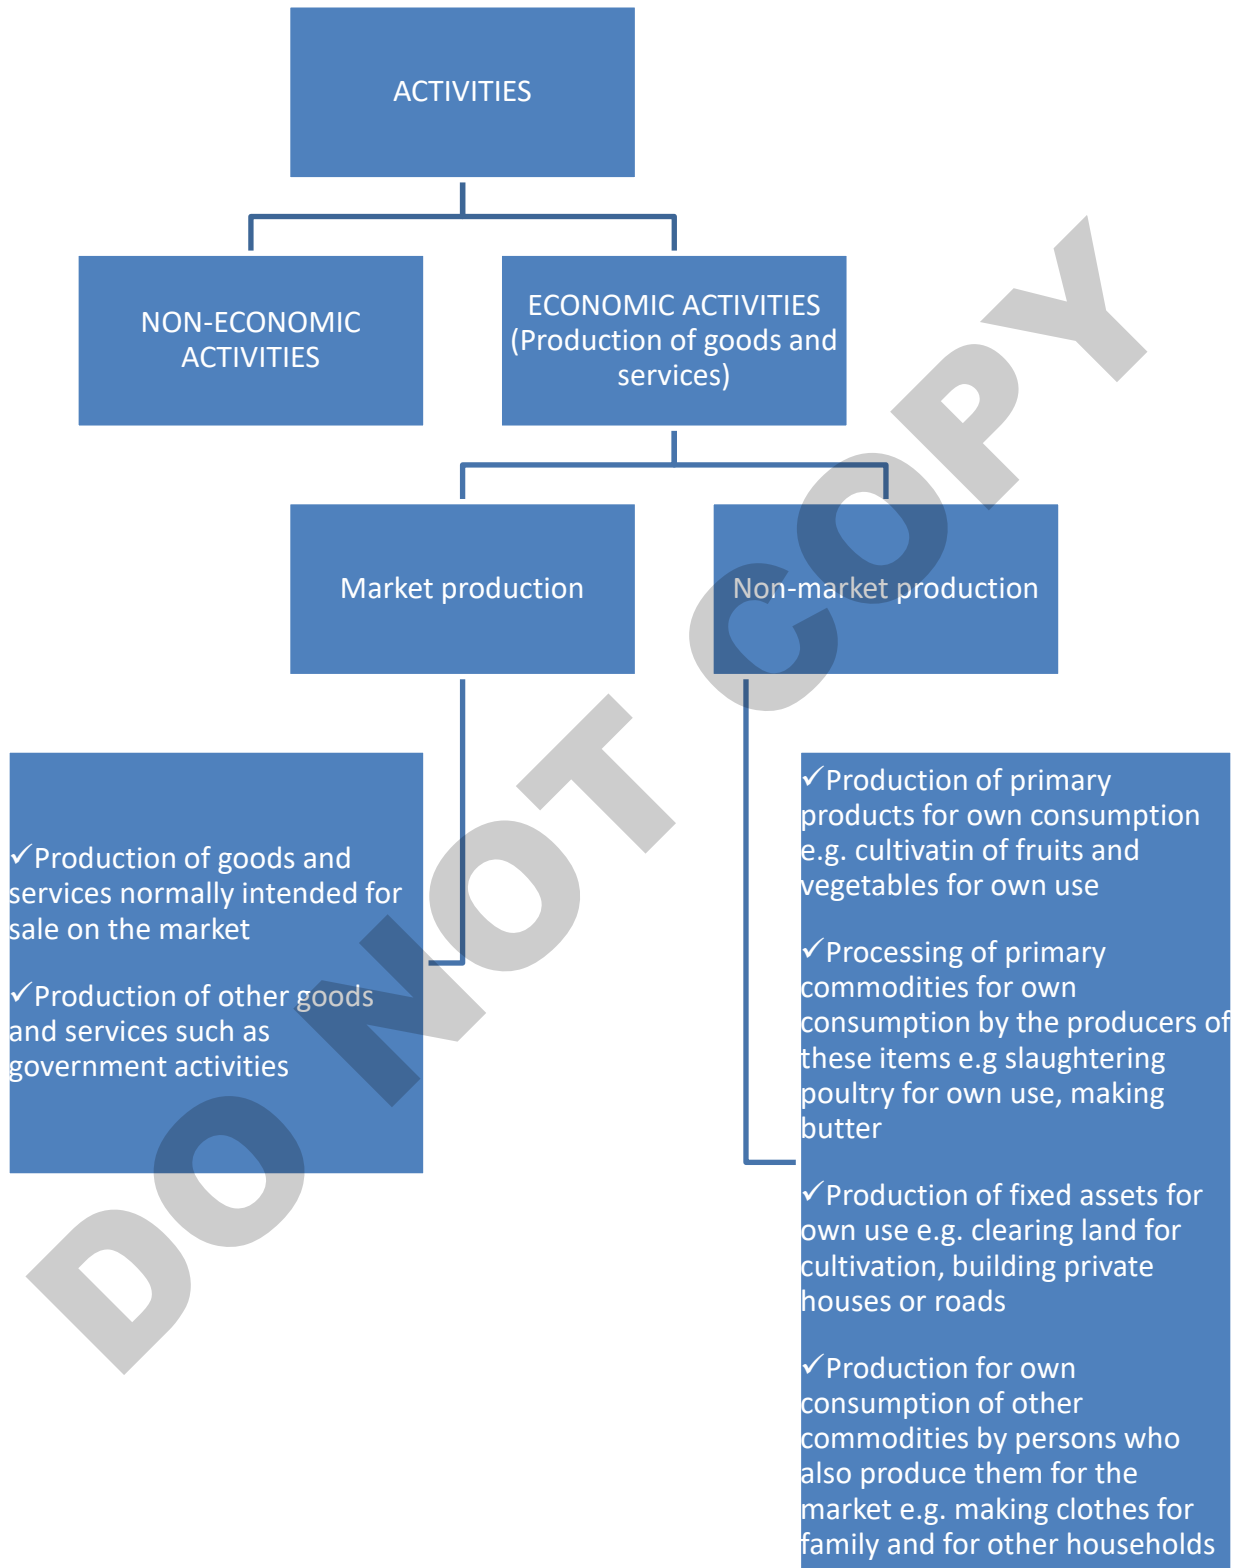 ACTIVITIES
NON-ECONOMIC
ACTIVITIES
ECONOMIC ACTIVITIES
(Production of goods and
services)
Market production
Non-market production
✓Production of goods and
services normally intended for
sale on the market
✓Production of other goods
and services such as
government activities
✓Production of primary
products for own consumption
e.g. cultivatin of fruits and
vegetables for own use
✓Processing of primary
commodities for own
consumption by the producers of
these items e.g slaughtering
poultry for own use, making
butter
✓Production of fixed assets for
own use e.g. clearing land for
cultivation, building private
houses or roads
✓Production for own
consumption of other
commodities by persons who
also produce them for the
market e.g. making clothes for
family and for other households
DO NOT COPY